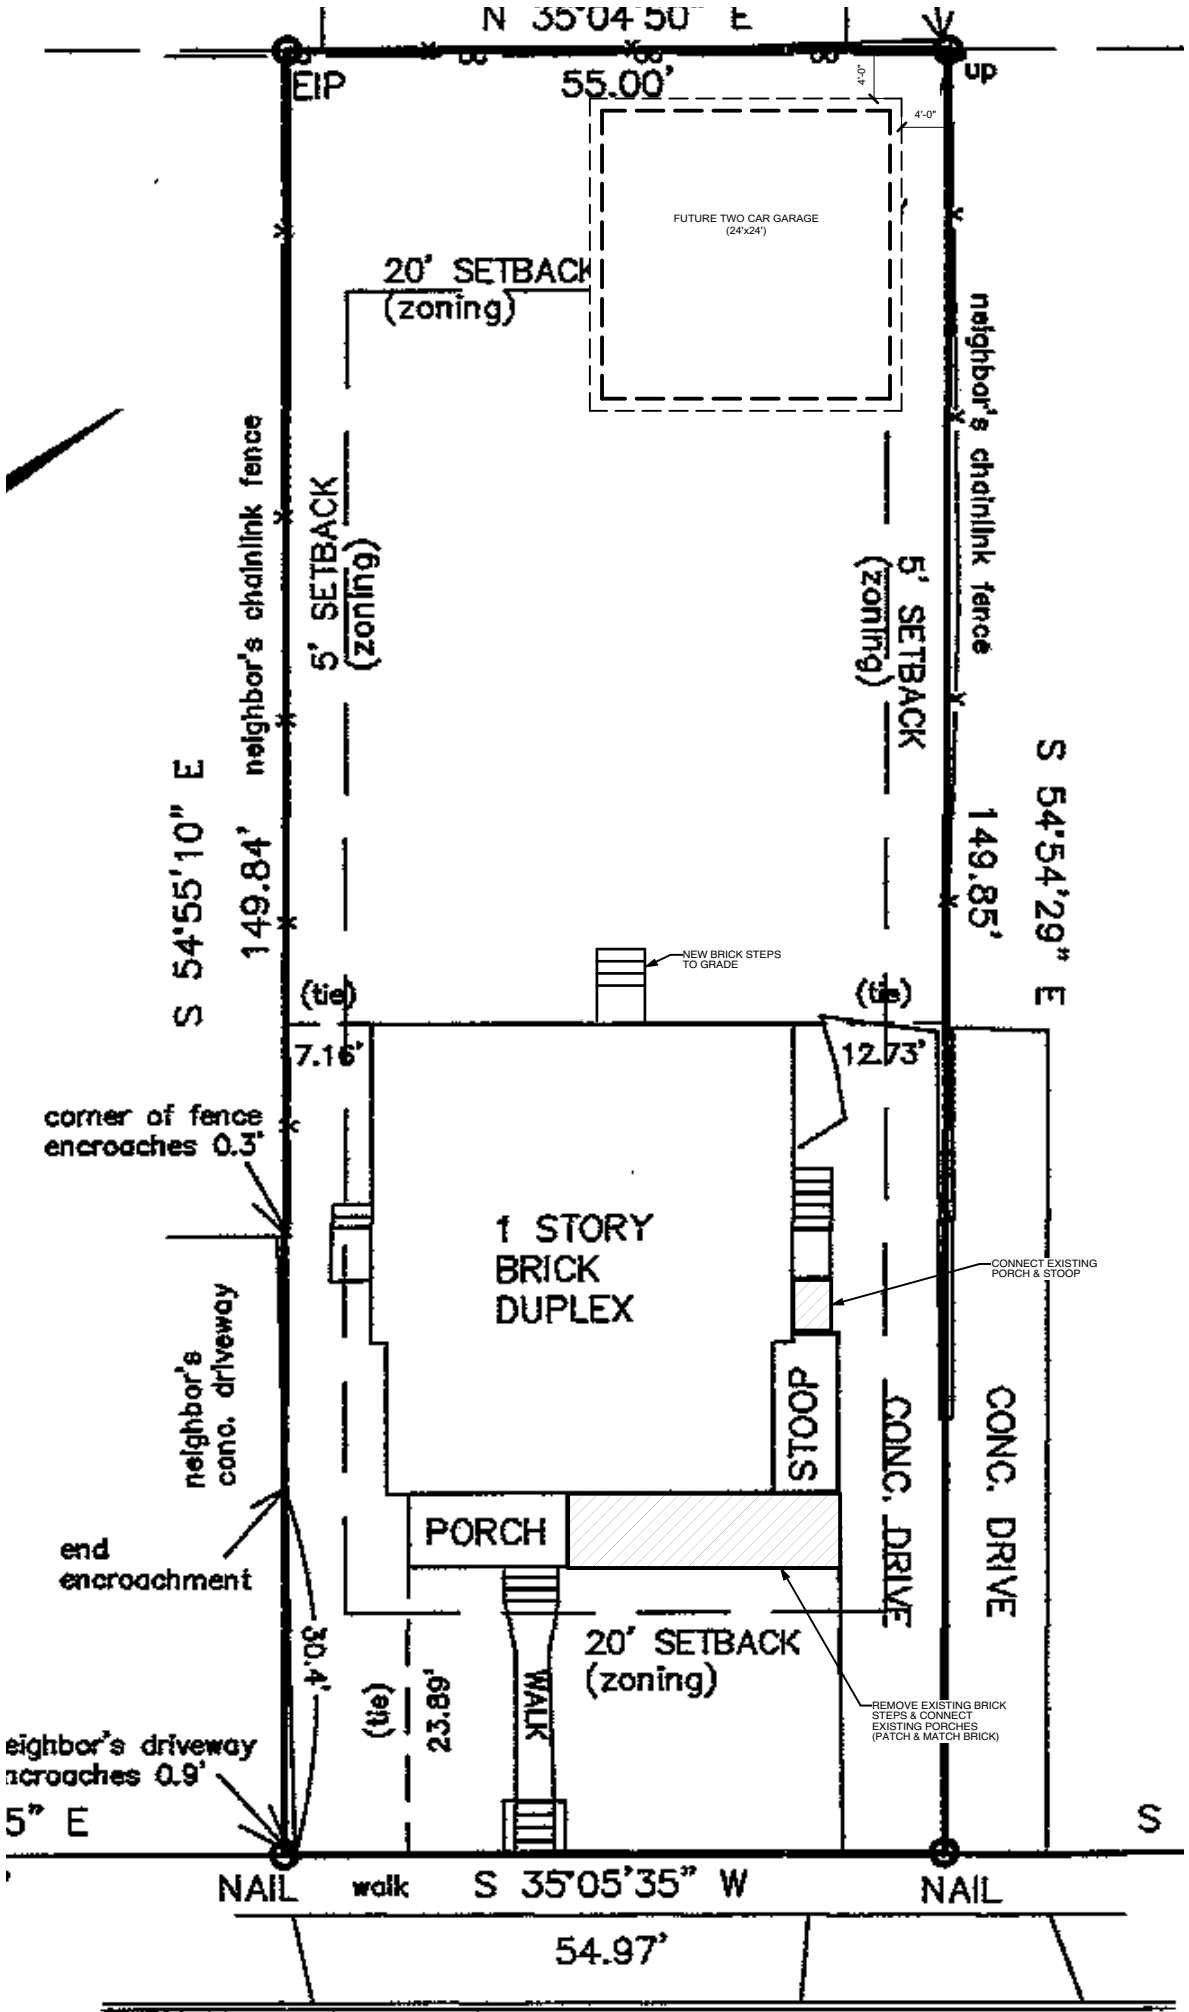 N 35°04'50" E
EIP
55.00'
up
4'-0"
4'-0"
FUTURE TWO CAR GARAGE
(24'x24')
20' SETBACK
(zoning)
neighbor's chainlink fence
5' SETBACK
(zoning)
5' SETBACK
(zoning)
neighbor's chainlink fence
S 54°55'10" E
149.84'
149.85'
S 54°54'29" E
NEW BRICK STEPS
TO GRADE
(tie)
(tie)
7.16'
12.73'
corner of fence
encroaches 0.3'
1 STORY
BRICK
DUPLEX
CONNECT EXISTING
PORCH & STOOP
neighbor's
conc. driveway
STOOP
CONC. DRIVE
CONC. DRIVE
PORCH
end
encroachment
30.4'
20' SETBACK
(zoning)
(tie)
23.89'
WALK
REMOVE EXISTING BRICK
STEPS & CONNECT
EXISTING PORCHES
(PATCH & MATCH BRICK)
eighbor's driveway
ncroaches 0.9'
5" E
S
NAIL
walk
S 35°05'35" W
NAIL
54.97'